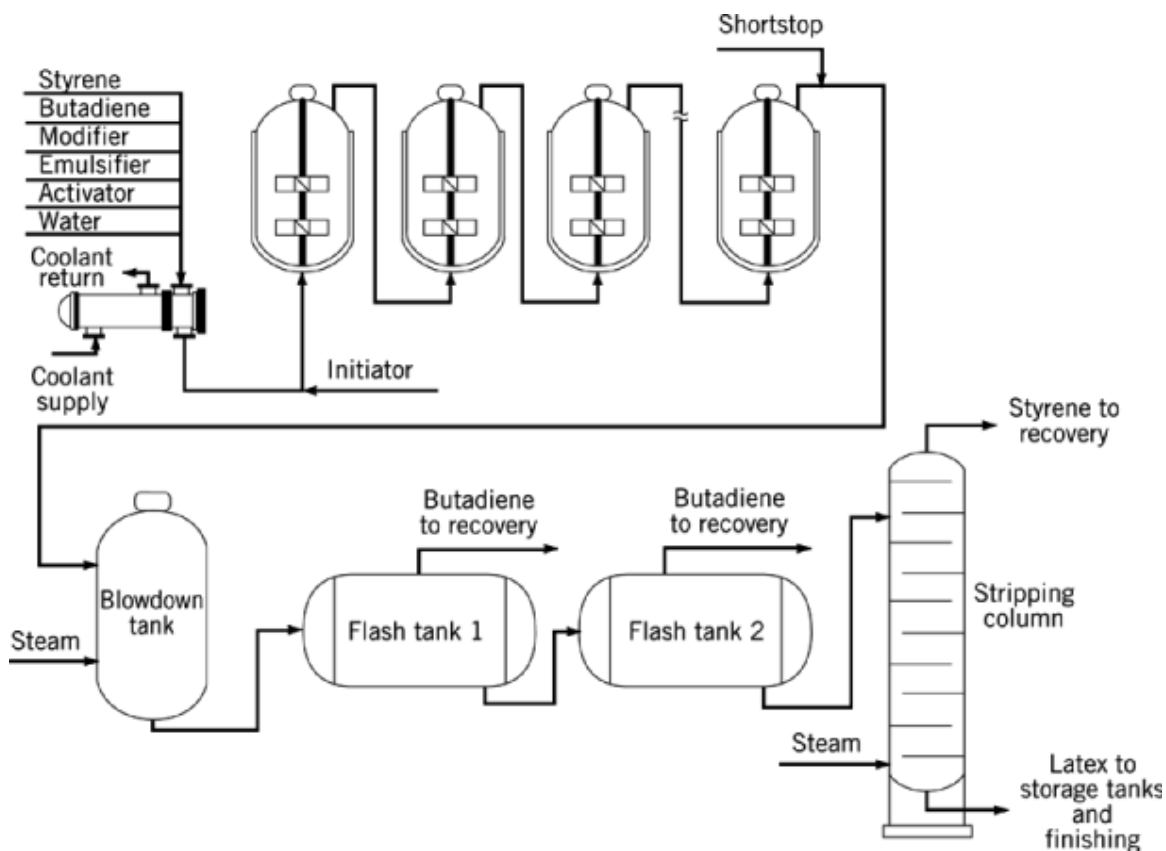 Shortstop
Styrene
Butadiene
Modifier
Emulsifier
Activator
Water
Coolant
return
Coolant
supply
Initiator
Styrene to
recovery
Butadiene
to recovery
Butadiene
to recovery
Blowdown
tank
Flash tank 1
Flash tank 2
Stripping
column
Steam
Steam
Latex to
storage tanks
and
finishing